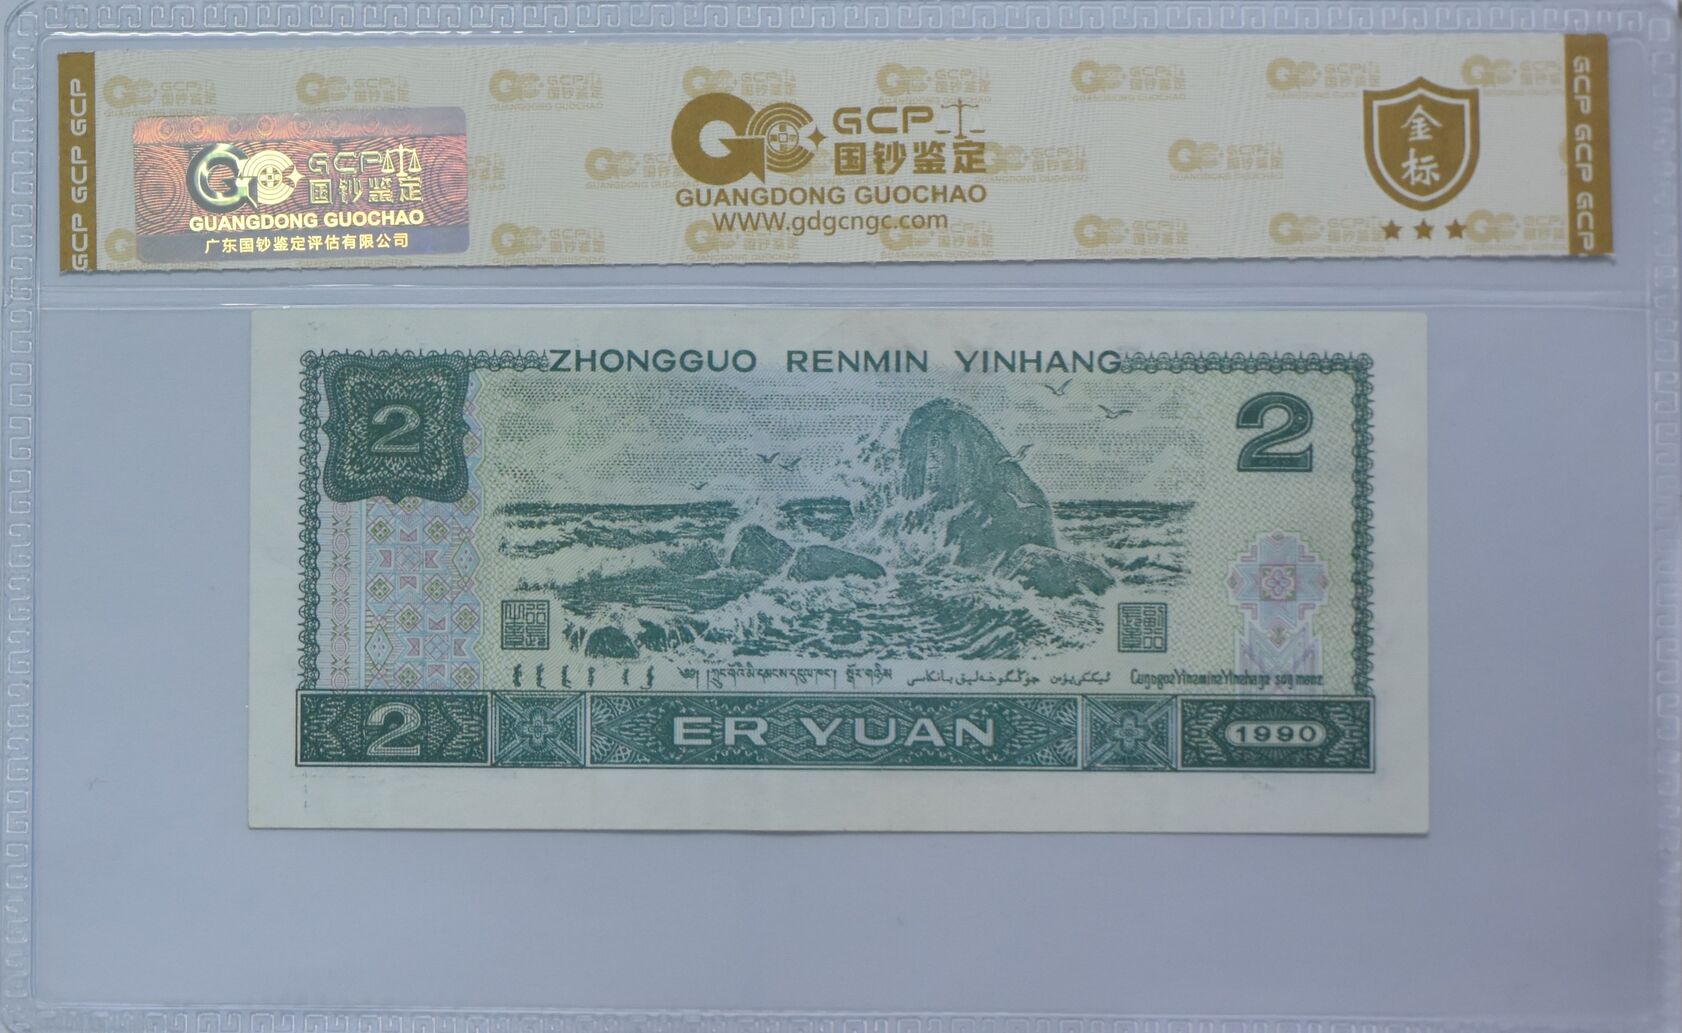 GCP GCP GCP
GCP 国钞鉴定
GUANGDONG GUOCHAO
广东国钞鉴定评估有限公司
GCP
国钞鉴定
GUANGDONG GUOCHAO
WWW.gdgcngc.com
金标
GCP GCP GCP
ZHONGGUO RENMIN YINHANG
2
2
2
ER YUAN
1990